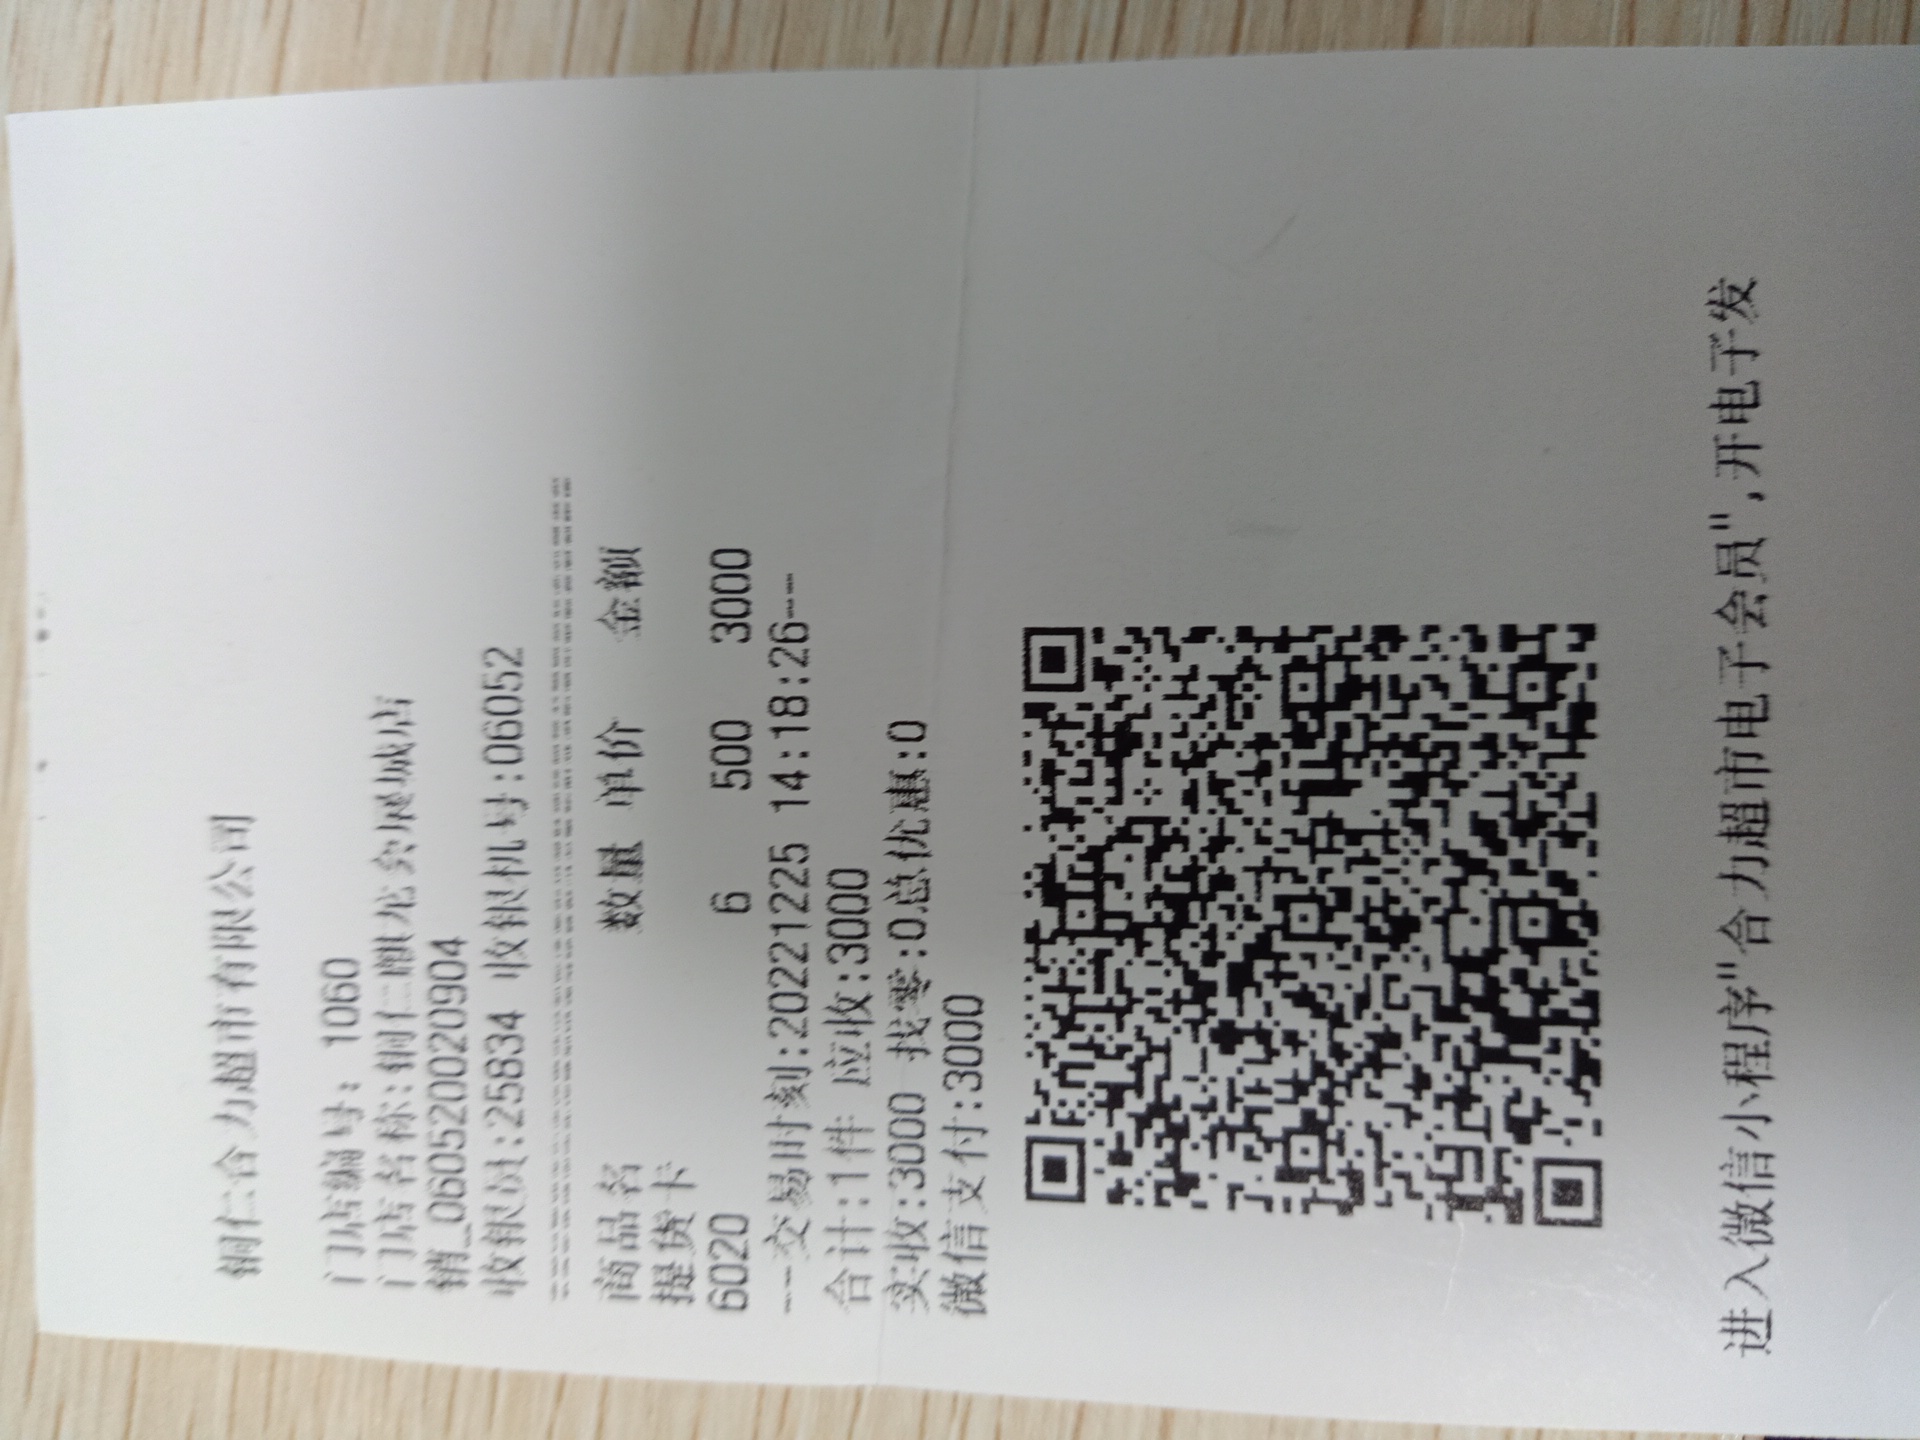 铜仁合力超市有限公司
门店编号: 1060
门店名称:铜仁麒龙会展城店
销_0605200220904
收银员:25834 收银机号:06052
商品名 数量 单价 金额
提货卡
6020 6 500 3000
---交易时刻:20221225 14:18:26---
合计:1件 应收:3000
实收:3000 找零:0总优惠:0
微信支付:3000
进入微信小程序"合力超市电子会员",开电子发